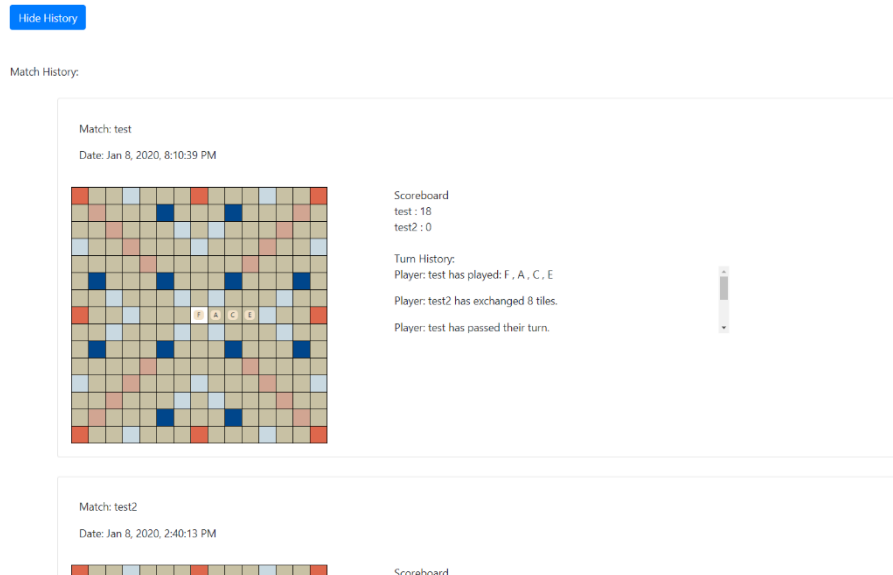 Hide History
Match History:
Match: test
Date: Jan 8, 2020, 8:10:39 PM
F A C E
Scoreboard
test : 18
test2 : 0
Turn History:
Player: test has played: F , A , C , E
Player: test2 has exchanged 8 tiles.
Player: test has passed their turn.
Match: test2
Date: Jan 8, 2020, 2:40:13 PM
Scoreboard